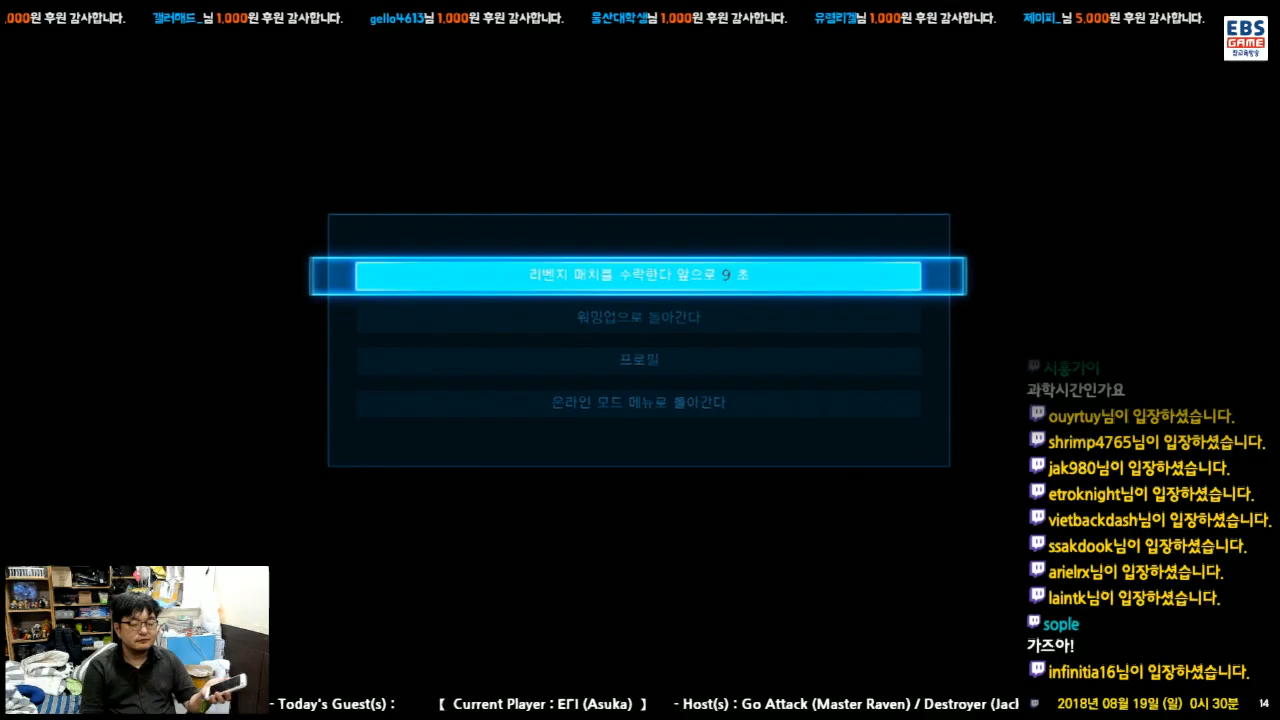 ,000원 후원 감사합니다. 갤러매드_님 1,000원 후원 감사합니다. gello4613님 1,000원 후원 감사합니다. 울산대학생님 1,000원 후원 감사합니다. 유렵리껠님 1,000원 후원 감사합니다. 제이피_님 5,000원 후원 감사합니다.
EBS
GAME
참교육방송
리벤지 매치를 수락한다 앞으로 9 초
워밍업으로 돌아간다
프로필
온라인 모드 메뉴로 돌아간다
시흥가이
과학시간인가요
ouyrtuy님이 입장하셨습니다.
shrimp4765님이 입장하셨습니다.
jak980님이 입장하셨습니다.
etroknight님이 입장하셨습니다.
vietbackdash님이 입장하셨습니다.
ssakdook님이 입장하셨습니다.
arielrx님이 입장하셨습니다.
laintk님이 입장하셨습니다.
sople
가즈아!
infinitia16님이 입장하셨습니다.
- Today's Guest(s) : 【 Current Player : ЕГІ (Asuka) 】 - Host(s) : Go Attack (Master Raven) / Destroyer (Jack
2018년 08월 19일 (일) 0시 30분 14